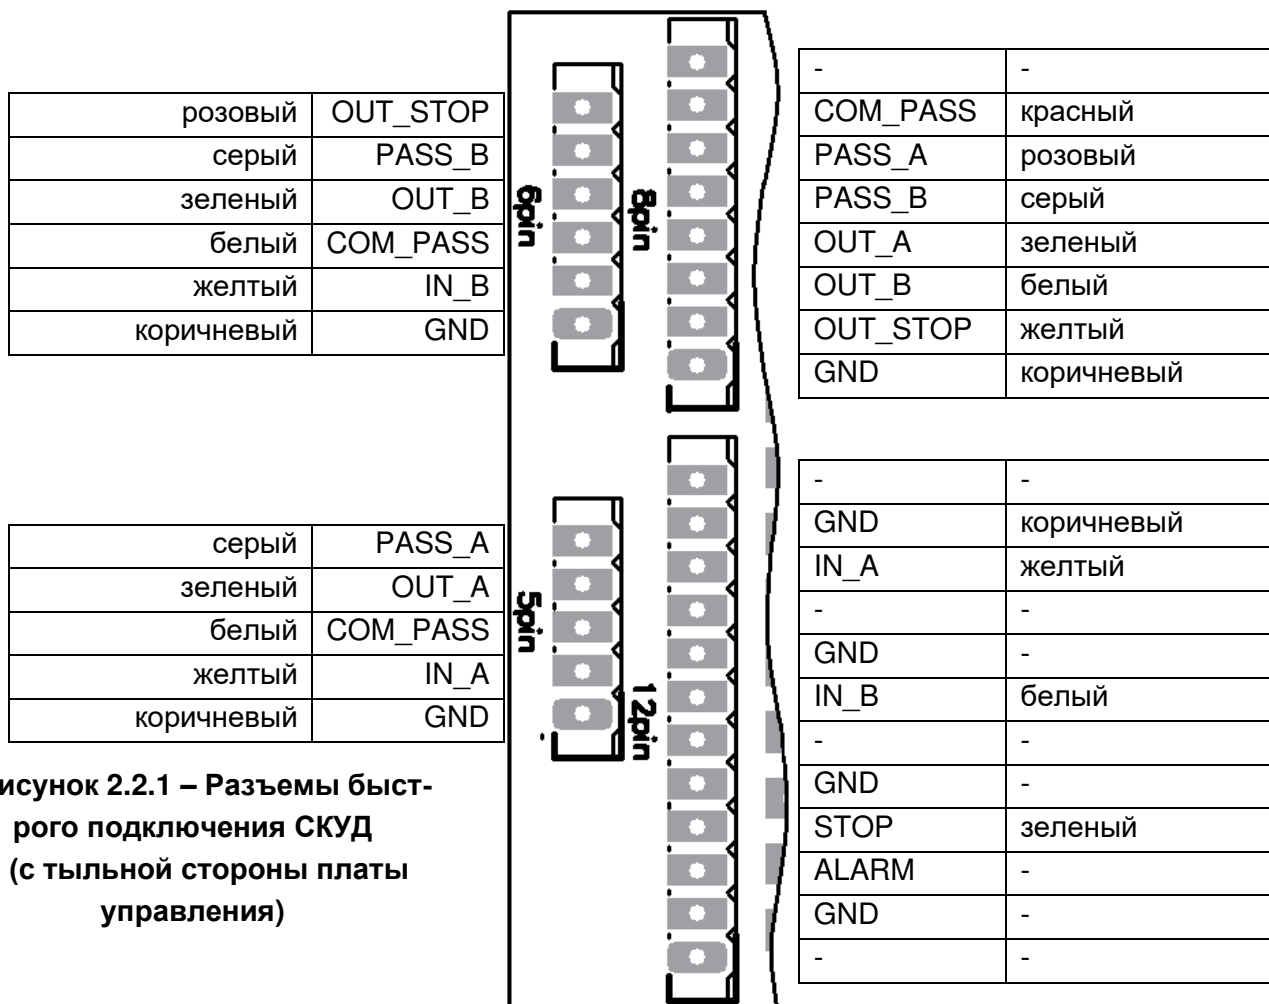 розовый OUT_STOP
серый PASS_B
зеленый OUT_B
белый COM_PASS
желтый IN_B
коричневый GND
6pin
8pin
- -
COM_PASS красный
PASS_A розовый
PASS_B серый
OUT_A зеленый
OUT_B белый
OUT_STOP желтый
GND коричневый
серый PASS_A
зеленый OUT_A
белый COM_PASS
желтый IN_A
коричневый GND
5pin
12pin
- -
GND коричневый
IN_A желтый
- -
GND -
IN_B белый
- -
GND -
STOP зеленый
ALARM -
GND -
- -
исунок 2.2.1 – Разъемы быст-
рого подключения СКУД
(с тыльной стороны платы
управления)